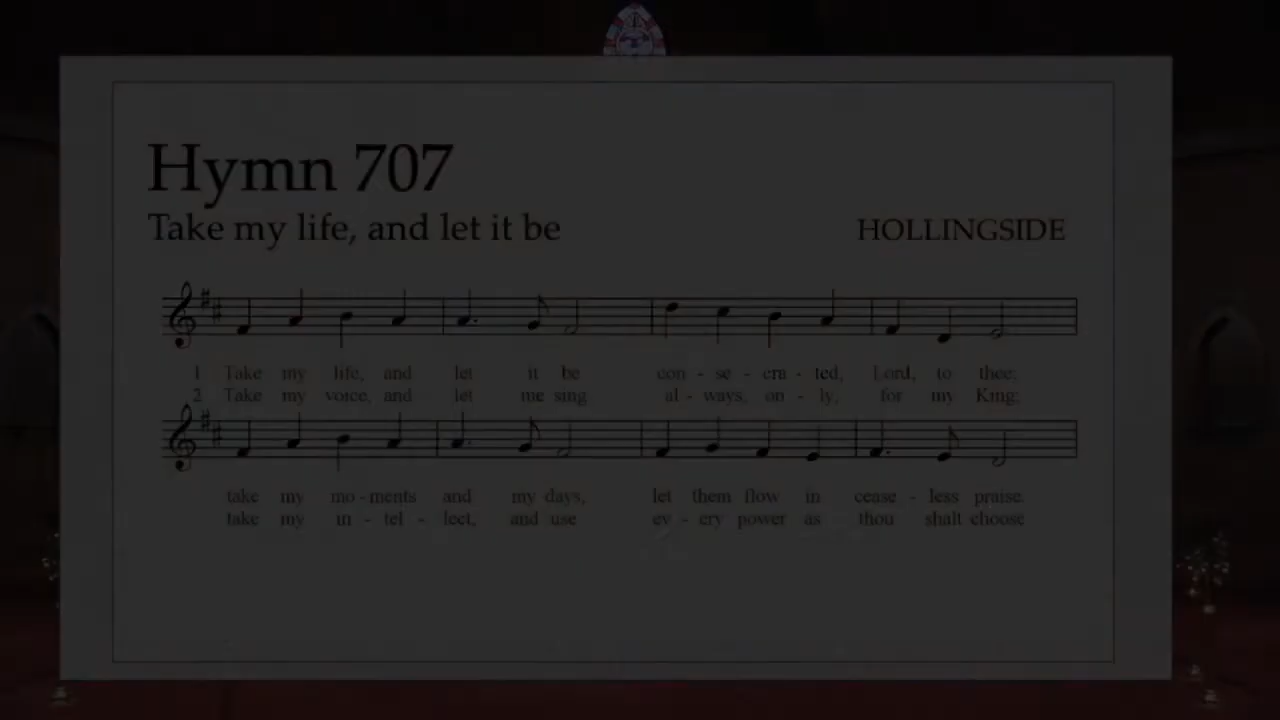 Hymn 707
Take my life, and let it be
HOLLINGSIDE
1 Take my life, and let it be con - se - cra - ted, Lord, to thee;
2 Take my voice, and let me sing al - ways, on - ly, for my King;
take my mo - ments and my days, let them flow in cease - less praise.
take my in - tel - lect, and use ev - ery power as thou shalt choose